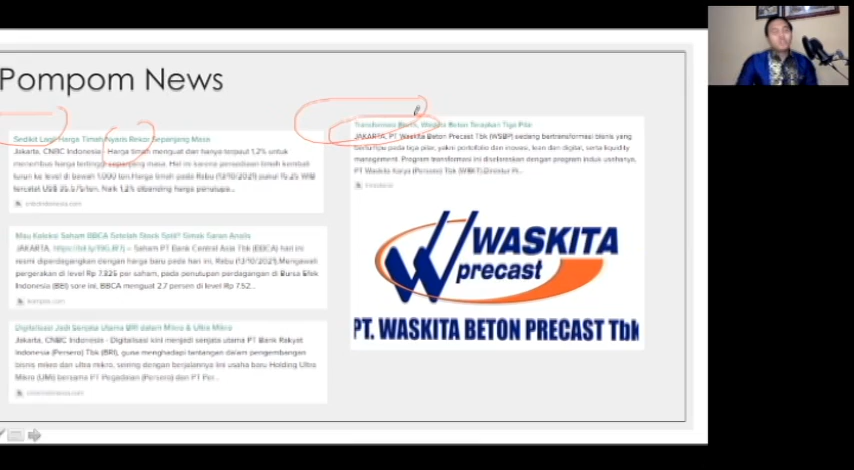 Pompom News
Sedikit Lagi! Harga Timah Nyaris Rekor Sepanjang Masa
Jakarta, CNBC Indonesia - Harga timah menguat dan hanya terpaut 1,2% untuk
menembus harga tertinggi sepanjang masa. Hal ini karena persediaan timah kembali
turun ke level di bawah 1.000 ton. Harga timah pada Rabu (13/10/2021) pukul 15.25 WIB
tercatat US$ /ton. Naik 1,2% dibanding harga penutupa...
cnbcindonesia.com
Mau Koleksi Saham BBCA Setelah Stock Split? Simak Saran Analis
JAKARTA, – Saham PT Bank Central Asia Tbk (BBCA) hari ini
resmi diperdagangkan dengan harga baru pada hari ini, Rabu (13/10/2021). Mengawali
pergerakan di level Rp 7.325 per saham, pada penutupan perdagangan di Bursa Efek
Indonesia (BEI) sore ini, BBCA menguat 2,7 persen di level Rp 7.52...
kompas.com
Digitalisasi Jadi Senjata Utama BRI dalam Mikro & Ultra Mikro
Jakarta, CNBC Indonesia - Digitalisasi kini menjadi senjata utama PT Bank Rakyat
Indonesia (Persero) Tbk (BRI), guna menghadapi tantangan dalam pengembangan
bisnis mikro dan ultra mikro, seiring dengan berjalannya lini usaha baru Holding Ultra
Mikro (UMi) bersama PT Pegadaian (Persero) dan PT Per...
cnbcindonesia.com
Transformasi Bisnis, Waskita Beton Terapkan Tiga Pilar
JAKARTA, PT Waskita Beton Precast Tbk (WSBP) sedang bertransformasi bisnis yang
bertumpu pada tiga pilar, yakni portofolio dan inovasi, lean dan digital, serta liquidity
management. Program transformasi ini diselaraskan dengan program induk usahanya,
PT Waskita Karya (Persero) Tbk (WSKT). Direktur
WASKITA
precast
PT. WASKITA BETON PRECAST Tbk